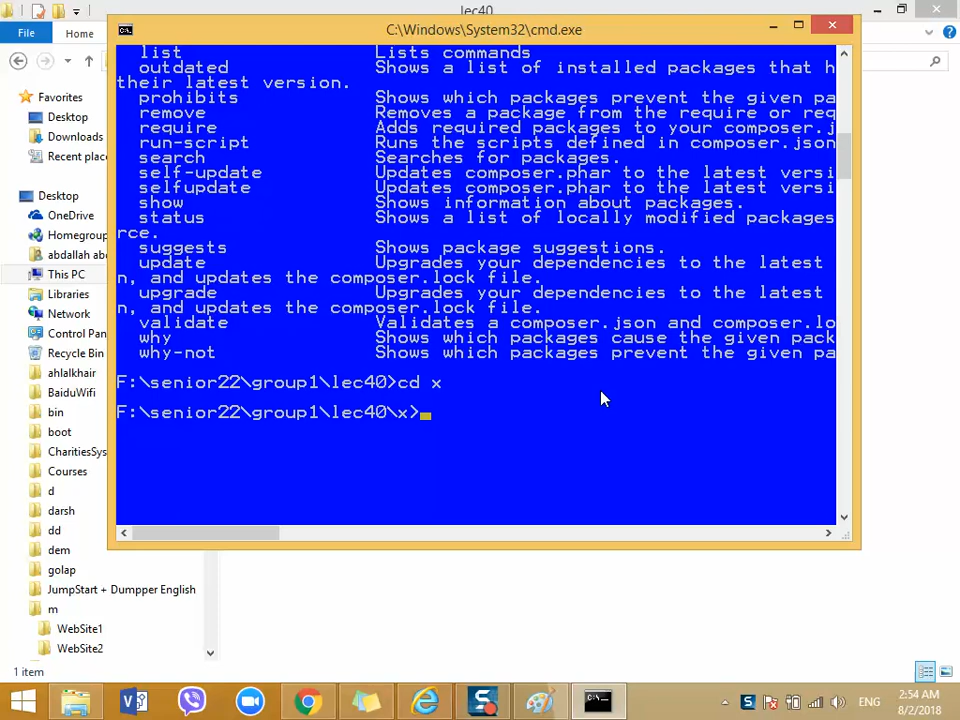 lec40
C:\Windows\System32\cmd.exe
File
Home
list Lists commands
outdated Shows a list of installed packages that h
their latest version.
prohibits Shows which packages prevent the given pa
remove Removes a package from the require or req
require Adds required packages to your composer.j
run-script Runs the scripts defined in composer.json
search Searches for packages.
self-update Updates composer.phar to the latest versi
selfupdate Updates composer.phar to the latest versi
show Shows information about packages.
status Shows a list of locally modified packages
rce.
suggests Shows package suggestions.
update Upgrades your dependencies to the latest
n, and updates the composer.lock file.
upgrade Upgrades your dependencies to the latest
n, and updates the composer.lock file.
validate Validates a composer.json and composer.lo
why Shows which packages cause the given pack
why-not Shows which packages prevent the given pa
F:\senior22\group1\lec40>cd x
F:\senior22\group1\lec40\x>
Favorites
Desktop
Downloads
Recent place
Desktop
OneDrive
Homegroup
abdallah abd
This PC
Libraries
Network
Control Pan
Recycle Bin
ahlalkhair
BaiduWifi
bin
boot
CharitiesSys
Courses
d
darsh
dd
dem
golap
JumpStart + Dumpper English
m
WebSite1
WebSite2
1 item
ENG
2:54 AM
8/2/2018